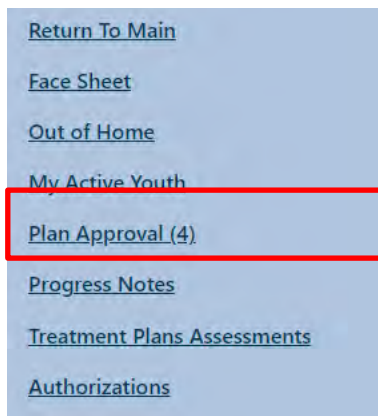 Return To Main
Face Sheet
Out of Home
My Active Youth
Plan Approval (4)
Progress Notes
Treatment Plans Assessments
Authorizations